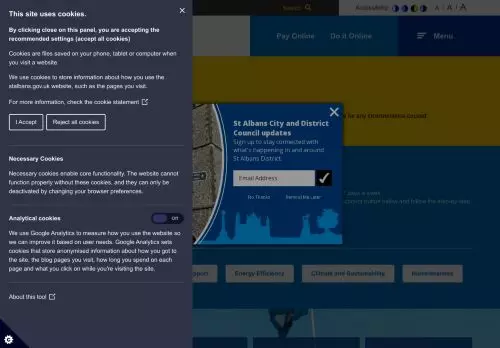 This site uses cookies.
By clicking close on this panel, you are accepting the
recommended settings (accept all cookies)
Cookies are files saved on your phone, tablet or computer when
you visit a website.
We use cookies to store information about how you use the
stalbans.gov.uk website, such as the pages you visit.
For more information, check the cookie statement
I Accept
Reject all cookies
Necessary Cookies
Necessary cookies enable core functionality. The website cannot
function properly without these cookies, and they can only be
deactivated by changing your browser preferences.
Analytical cookies
Off
We use Google Analytics to measure how you use the website so
we can improve it based on user needs. Google Analytics sets
cookies that store anonymised information about how you got to
the site, the blog pages you visit, how long you spend on each
page and what you click on while you're visiting the site.
About this tool
Search
Accessibility:
A
A
A
Pay Online
Do it Online
Menu
St Albans City and District
Council updates
Sign up to stay connected with
what's happening in and around
St Albans District.
Email Address
No Thanks
Remind Me Later
Energy Efficiency
Climate and Sustainability
Homelessness